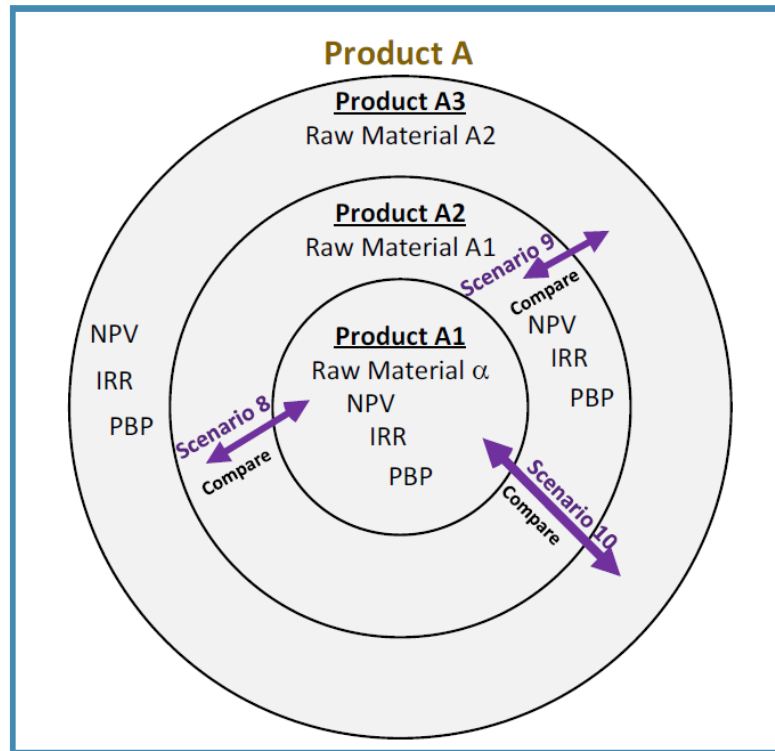 Product A
Product A3
Raw Material A2
Product A2
Raw Material A1
Scenario 9
Compare
NPV
IRR
PBP
Product A1
Raw Material α
NPV
IRR
PBP
NPV
IRR
PBP
Scenario 8
Compare
Scenario 10
Compare